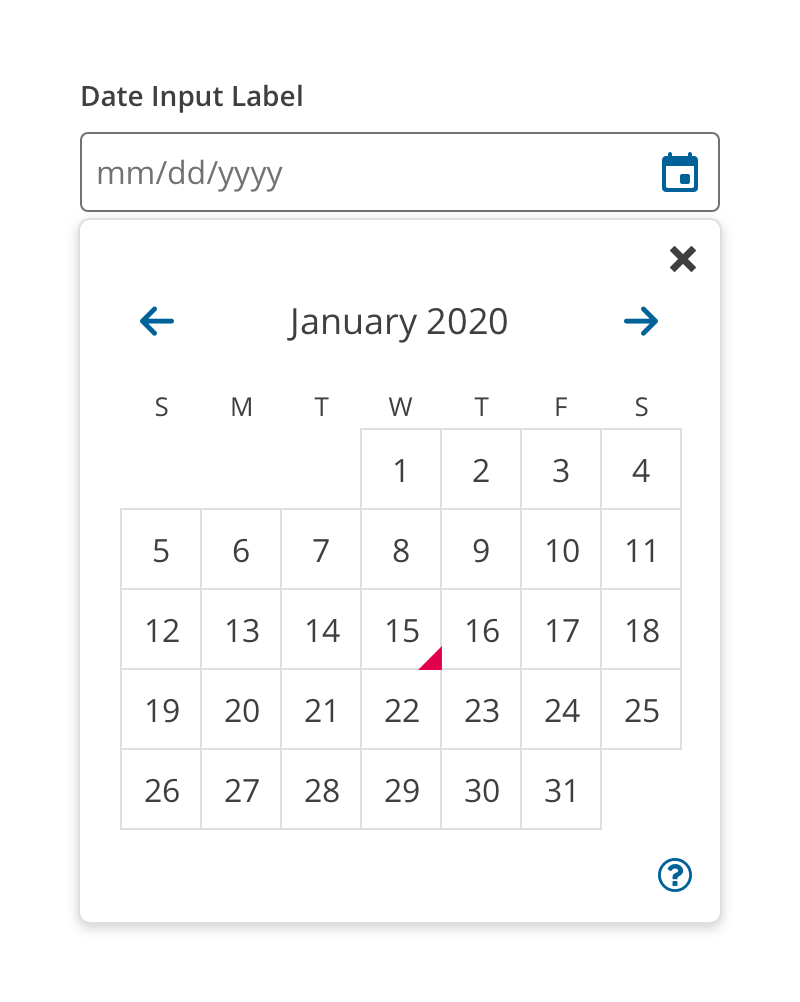 Date Input Label
mm/dd/yyyy
January 2020
S M T W T F S
1 2 3 4
5 6 7 8 9 10 11
12 13 14 15 16 17 18
19 20 21 22 23 24 25
26 27 28 29 30 31
?